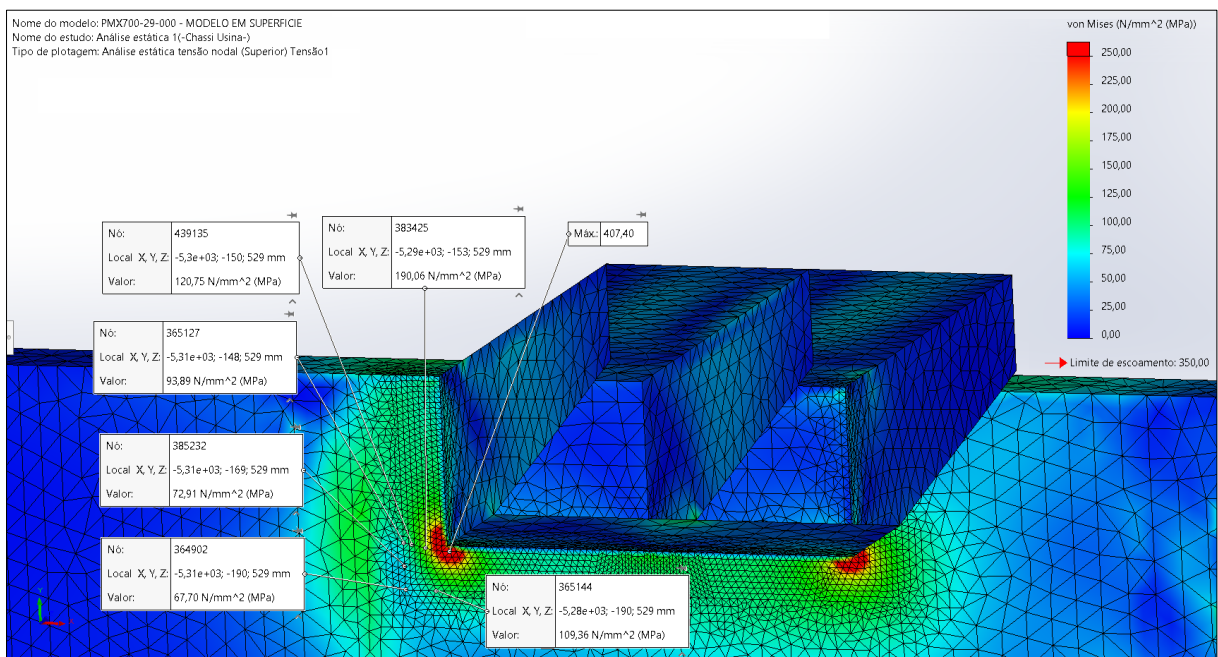 Nome do modelo: PMX700-29-000 - MODELO EM SUPERFICIE
Nome do estudo: Análise estática 1(-Chassi Usina-)
Tipo de plotagem: Análise estática tensão nodal (Superior) Tensão1
von Mises (N/mm^2 (MPa))
250,00
225,00
200,00
175,00
150,00
125,00
100,00
75,00
50,00
25,00
0,00
Limite de escoamento: 350,00
Nó: 439135
Local X, Y, Z: -5,3e+03; -150; 529 mm
Valor: 120,75 N/mm^2 (MPa)
Nó: 383425
Local X, Y, Z: -5,29e+03; -153; 529 mm
Valor: 190,06 N/mm^2 (MPa)
Máx.: 407,40
Nó: 365127
Local X, Y, Z: -5,31e+03; -148; 529 mm
Valor: 93,89 N/mm^2 (MPa)
Nó: 385232
Local X, Y, Z: -5,31e+03; -169; 529 mm
Valor: 72,91 N/mm^2 (MPa)
Nó: 364902
Local X, Y, Z: -5,31e+03; -190; 529 mm
Valor: 67,70 N/mm^2 (MPa)
Nó: 365144
Local X, Y, Z: -5,28e+03; -190; 529 mm
Valor: 109,36 N/mm^2 (MPa)